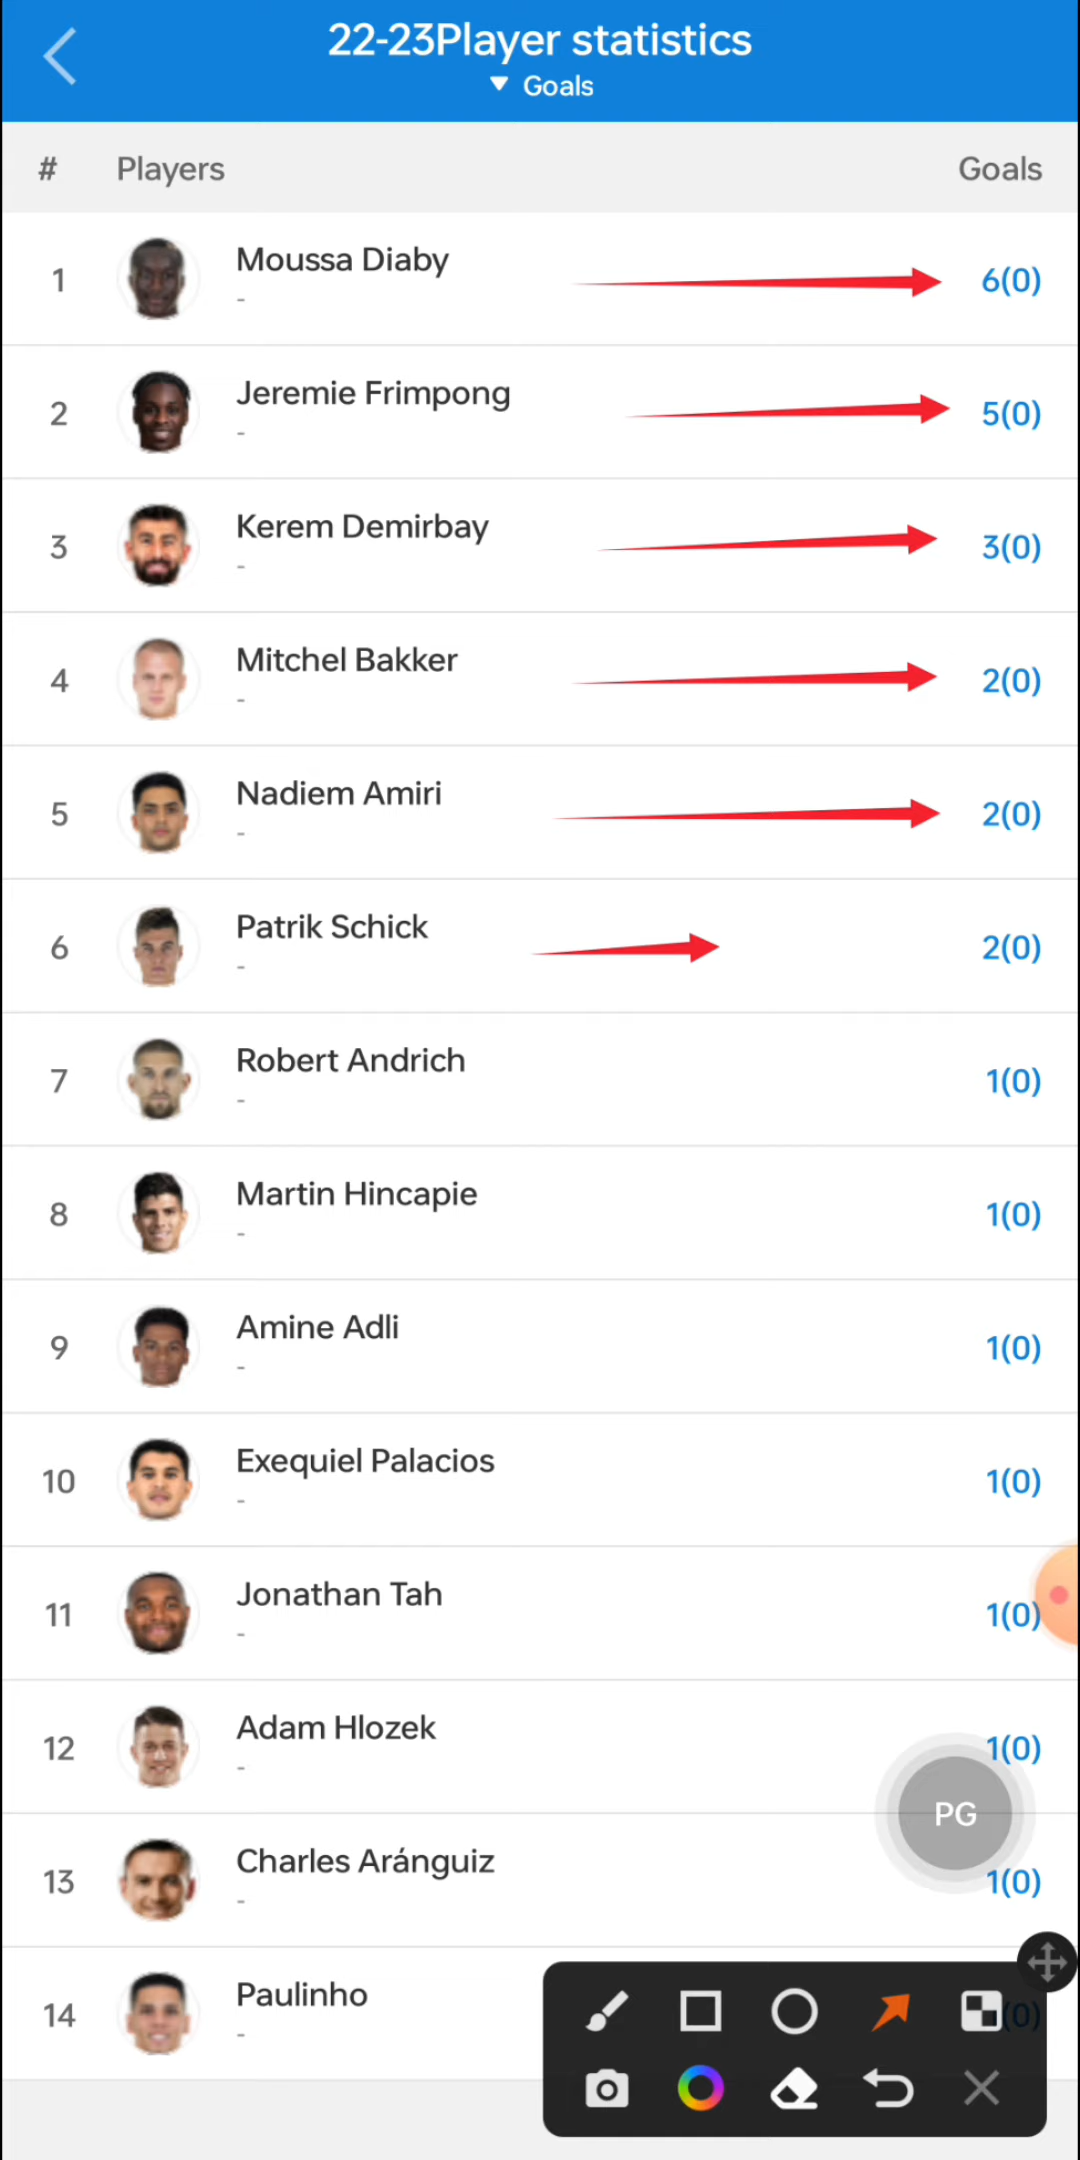 22-23Player statistics
Goals
# Players Goals
1 Moussa Diaby 6(0)
-
2 Jeremie Frimpong 5(0)
-
3 Kerem Demirbay 3(0)
-
4 Mitchel Bakker 2(0)
-
5 Nadiem Amiri 2(0)
-
6 Patrik Schick 2(0)
-
7 Robert Andrich 1(0)
-
8 Martin Hincapie 1(0)
-
9 Amine Adli 1(0)
-
10 Exequiel Palacios 1(0)
-
11 Jonathan Tah 1(0)
-
12 Adam Hlozek 1(0)
-
PG
13 Charles Aránguiz 1(0)
-
14 Paulinho (0)
-